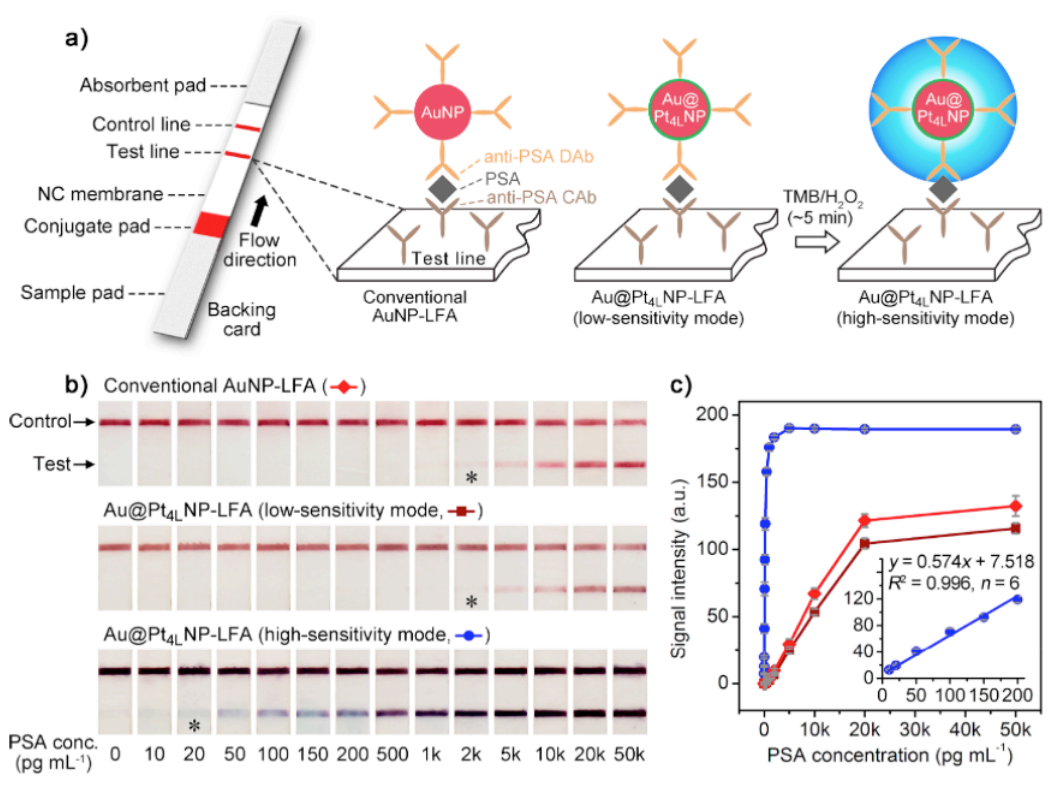 a)
Absorbent pad
Control line
Test line
NC membrane
Conjugate pad
Sample pad
Flow
direction
Backing
card
AuNP
anti-PSA DAb
PSA
anti-PSA CAb
Test line
Conventional
AuNP-LFA
Au@
Pt4LNP
Au@Pt4LNP-LFA
(low-sensitivity mode)
TMB/H2O2
(~5 min)
Au@
Pt4LNP
Au@Pt4LNP-LFA
(high-sensitivity mode)
b)
Conventional AuNP-LFA ( )
Control
Test
*
Au@Pt4LNP-LFA (low-sensitivity mode, )
*
Au@Pt4LNP-LFA (high-sensitivity mode, )
*
PSA conc.
(pg mL-1)
0 10 20 50 100 150 200 500 1k 2k 5k 10k 20k 50k
c)
Signal intensity (a.u.)
200
150
100
50
0
0 10k 20k 30k 40k 50k
PSA concentration (pg mL-1)
y = 0.574x + 7.518
R2 = 0.996, n = 6
120
80
40
0
0 50 100 150 200